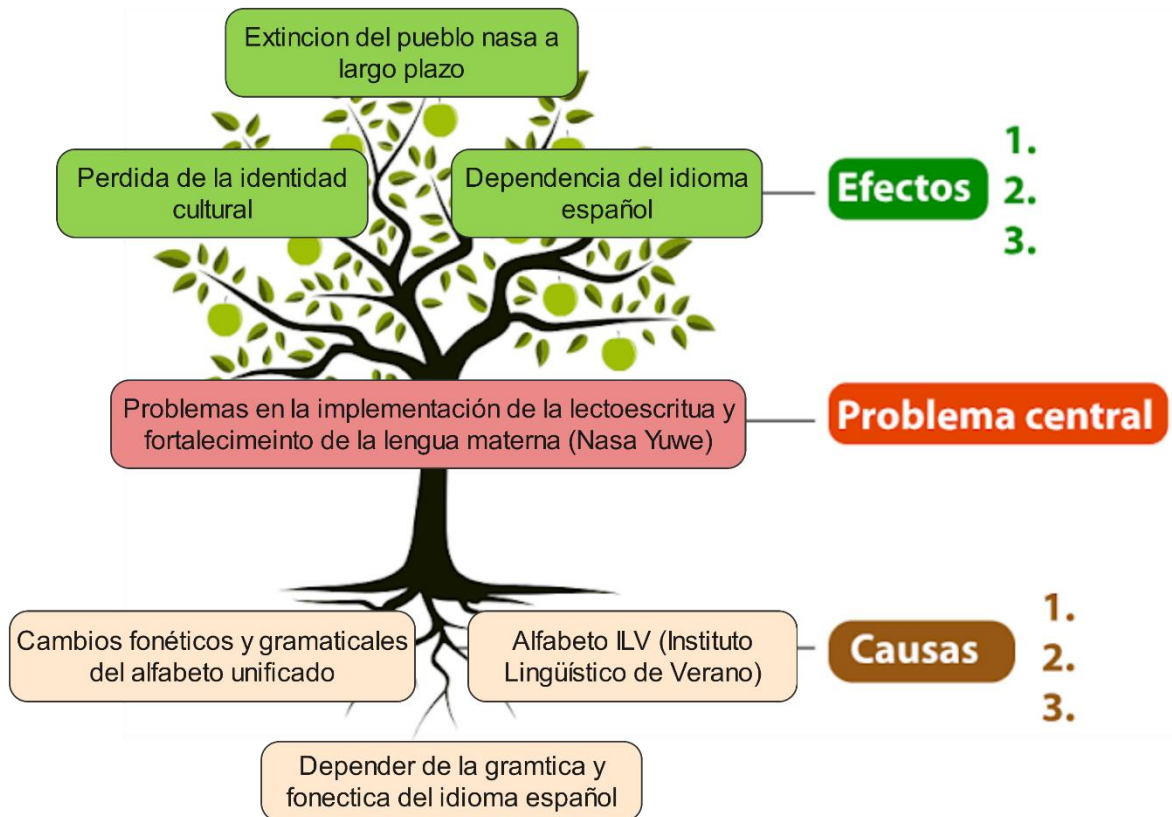 Extincion del pueblo nasa a
largo plazo
Perdida de la identidad
cultural
Dependencia del idioma
español
Efectos
1.
2.
3.
Problemas en la implementación de la lectoescritua y
fortalecimeinto de la lengua materna (Nasa Yuwe)
Problema central
Cambios fonéticos y gramaticales
del alfabeto unificado
Alfabeto ILV (Instituto
Lingüístico de Verano)
Causas
1.
2.
3.
Depender de la gramtica y
fonectica del idioma español